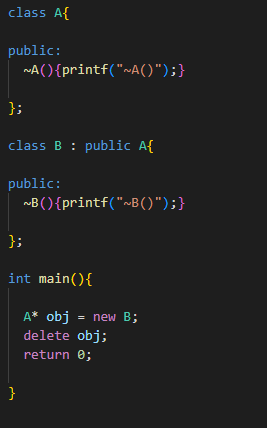 class A{
public:
~A(){printf("~A()");}
};
class B : public A{
public:
~B(){printf("~B()");}
};
int main(){
A* obj = new B;
delete obj;
return 0;
}